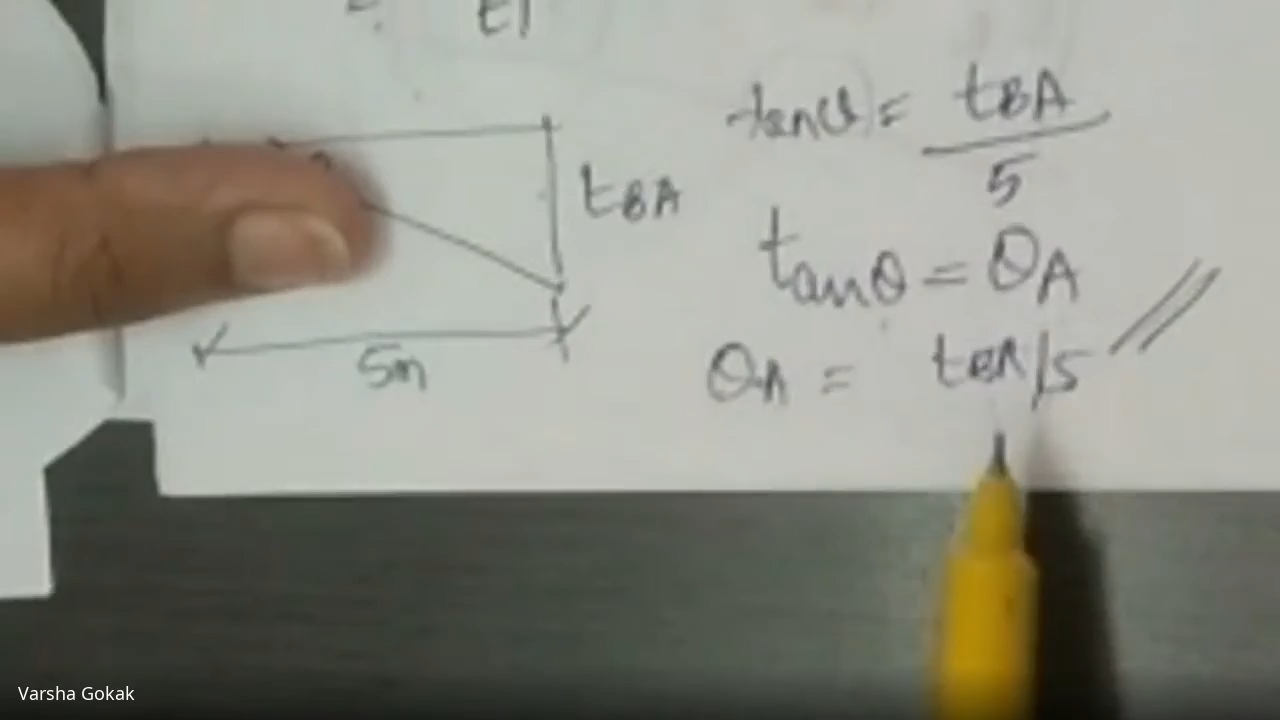 EI
tanθ = tBA
5
tBA
tanθ = θA
θA = tBA/5
5m
Varsha Gokak